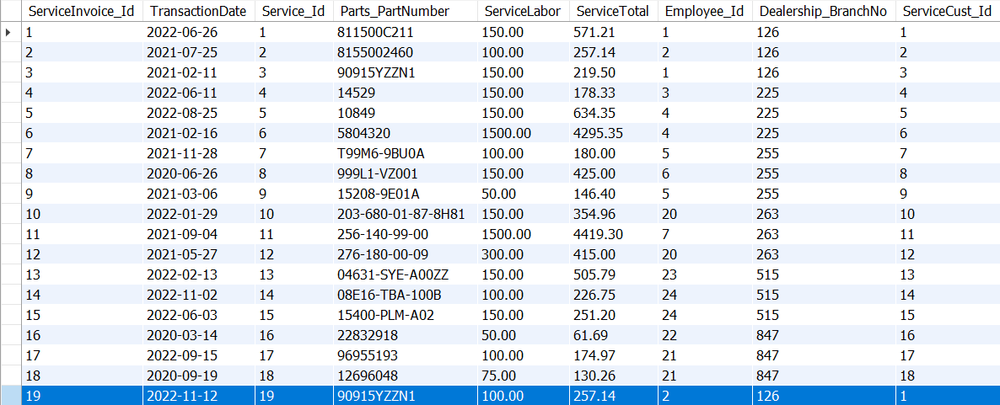 ServiceInvoice_Id TransactionDate Service_Id Parts_PartNumber ServiceLabor ServiceTotal Employee_Id Dealership_BranchNo ServiceCust_Id
1 2022-06-26 1 811500C211 150.00 571.21 1 126 1
2 2021-07-25 2 8155002460 100.00 257.14 2 126 2
3 2021-02-11 3 90915YZZN1 150.00 219.50 1 126 3
4 2022-06-11 4 14529 150.00 178.33 3 225 4
5 2022-08-25 5 10849 150.00 634.35 4 225 5
6 2021-02-16 6 5804320 1500.00 4295.35 4 225 6
7 2021-11-28 7 T99M6-9BU0A 100.00 180.00 5 255 7
8 2020-06-26 8 999L1-VZ001 150.00 425.00 6 255 8
9 2021-03-06 9 15208-9E01A 50.00 146.40 5 255 9
10 2022-01-29 10 203-680-01-87-8H81 150.00 354.96 20 263 10
11 2021-09-04 11 256-140-99-00 1500.00 4419.30 7 263 11
12 2021-05-27 12 276-180-00-09 300.00 415.00 20 263 12
13 2022-02-13 13 04631-SYE-A00ZZ 150.00 505.79 23 515 13
14 2022-11-02 14 08E16-TBA-100B 100.00 226.75 24 515 14
15 2022-06-03 15 15400-PLM-A02 150.00 251.20 24 515 15
16 2020-03-14 16 22832918 50.00 61.69 22 847 16
17 2022-09-15 17 96955193 100.00 174.97 21 847 17
18 2020-09-19 18 12696048 75.00 130.26 21 847 18
19 2022-11-12 19 90915YZZN1 100.00 257.14 2 126 1